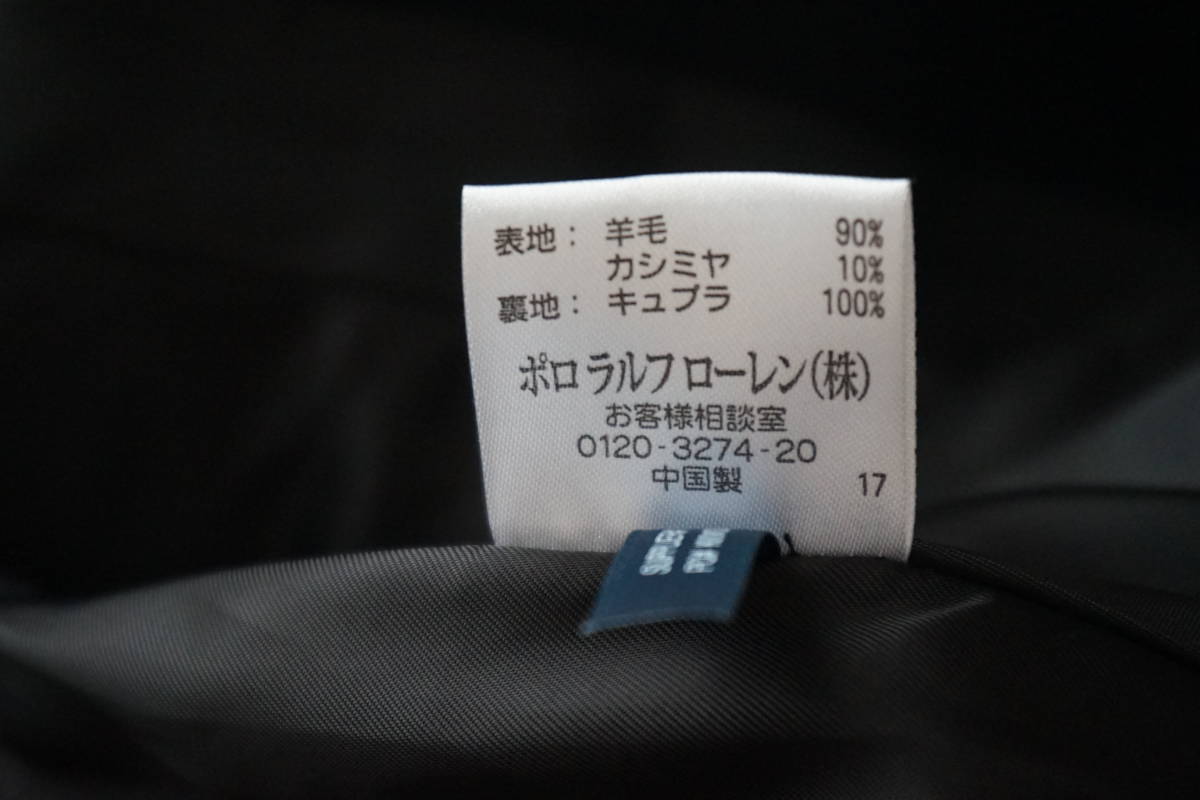 表地： 羊毛 90%
カシミヤ 10%
裏地： キュプラ 100%
ポロ ラルフ ローレン(株)
お客様相談室
0120-3274-20
中国製 17